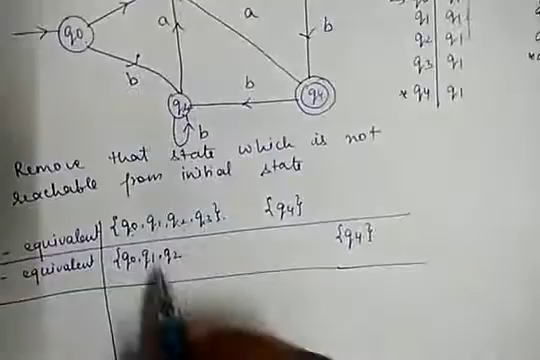 q0
a
a
b
b
b
b
q4
q1 q1
q2 q1
q3 q1
* q4 q1
Remove that state which is not
reachable from initial state
- equivalent {q0, q1, q2, q3}. {q4}
= equivalent {q0, q1, q2 {q4}